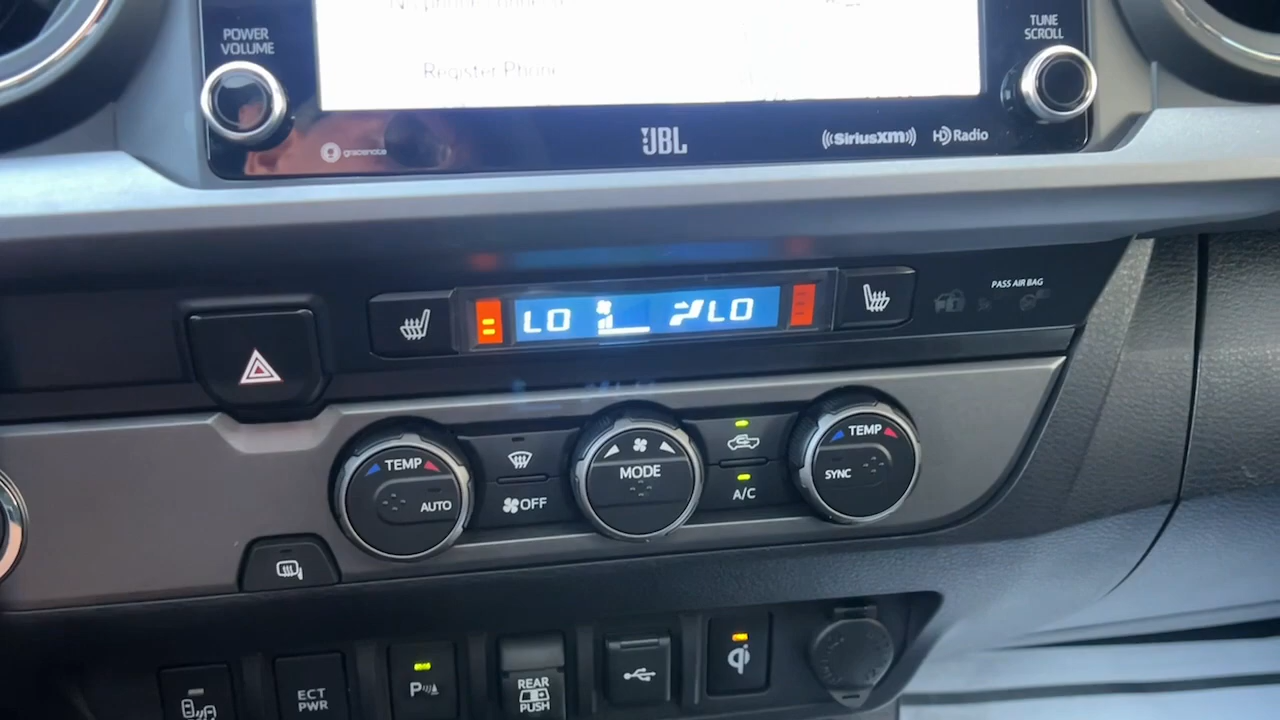 POWER
VOLUME
TUNE
SCROLL
Register Phone
gracenote
JBL
SiriusXM
HD Radio
PASS AIR BAG
LO
LO
TEMP
AUTO
OFF
MODE
A/C
TEMP
SYNC
ECT
PWR
P
REAR
PUSH
qi